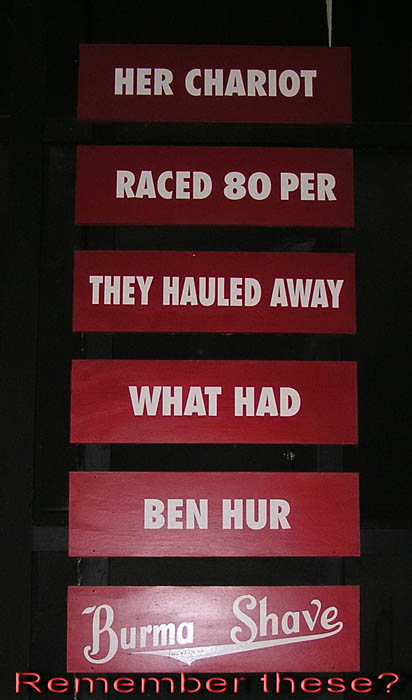 HER CHARIOT
RACED 80 PER
THEY HAULED AWAY
WHAT HAD
BEN HUR
Burma Shave
Remember these?